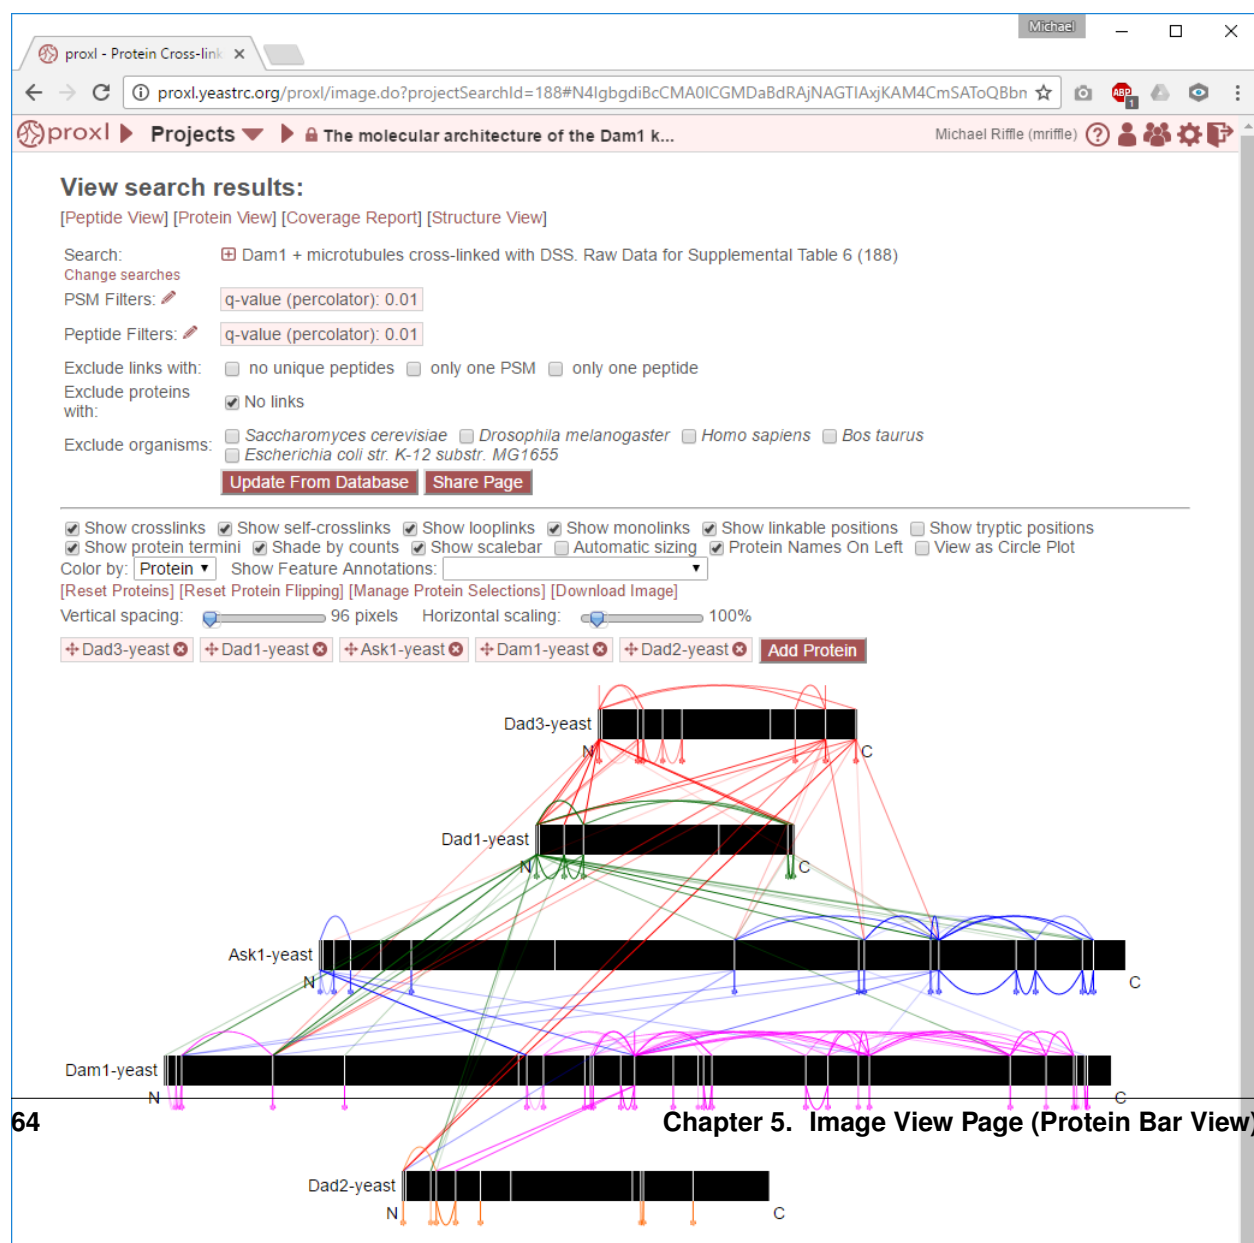 Michael
proxl - Protein Cross-link
proxl.yeastrc.org/proxl/image.do?projectSearchId=188#N4IgbgdiBcCMA0ICGMDaBdRAjNAGTIAxjKAM4CmSAToQBbn
ABP
1
proxl Projects The molecular architecture of the Dam1 k... Michael Riffle (mriffle)
View search results:
[Peptide View] [Protein View] [Coverage Report] [Structure View]
Search: Dam1 + microtubules cross-linked with DSS. Raw Data for Supplemental Table 6 (188)
Change searches
PSM Filters: q-value (percolator): 0.01
Peptide Filters: q-value (percolator): 0.01
Exclude links with: no unique peptides only one PSM only one peptide
Exclude proteins with: No links
Exclude organisms: Saccharomyces cerevisiae Drosophila melanogaster Homo sapiens Bos taurus
Escherichia coli str. K-12 substr. MG1655
Update From Database Share Page
Show crosslinks Show self-crosslinks Show looplinks Show monolinks Show linkable positions Show tryptic positions
Show protein termini Shade by counts Show scalebar Automatic sizing Protein Names On Left View as Circle Plot
Color by: Protein Show Feature Annotations:
[Reset Proteins] [Reset Protein Flipping] [Manage Protein Selections] [Download Image]
Vertical spacing: 96 pixels Horizontal scaling: 100%
Dad3-yeast Dad1-yeast Ask1-yeast Dam1-yeast Dad2-yeast Add Protein
Dad3-yeast
N C
Dad1-yeast
N C
Ask1-yeast
N C
Dam1-yeast
N C
64 Chapter 5. Image View Page (Protein Bar View)
Dad2-yeast
N C